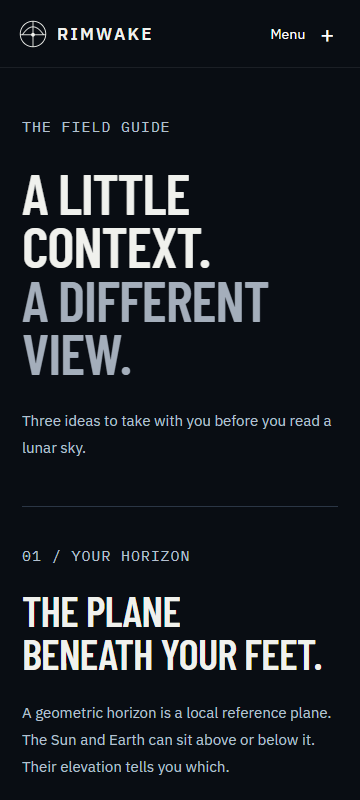 RIMWAKE
Menu +
THE FIELD GUIDE
A LITTLE
CONTEXT.
A DIFFERENT
VIEW.
Three ideas to take with you before you read a
lunar sky.
01 / YOUR HORIZON
THE PLANE
BENEATH YOUR FEET.
A geometric horizon is a local reference plane.
The Sun and Earth can sit above or below it.
Their elevation tells you which.